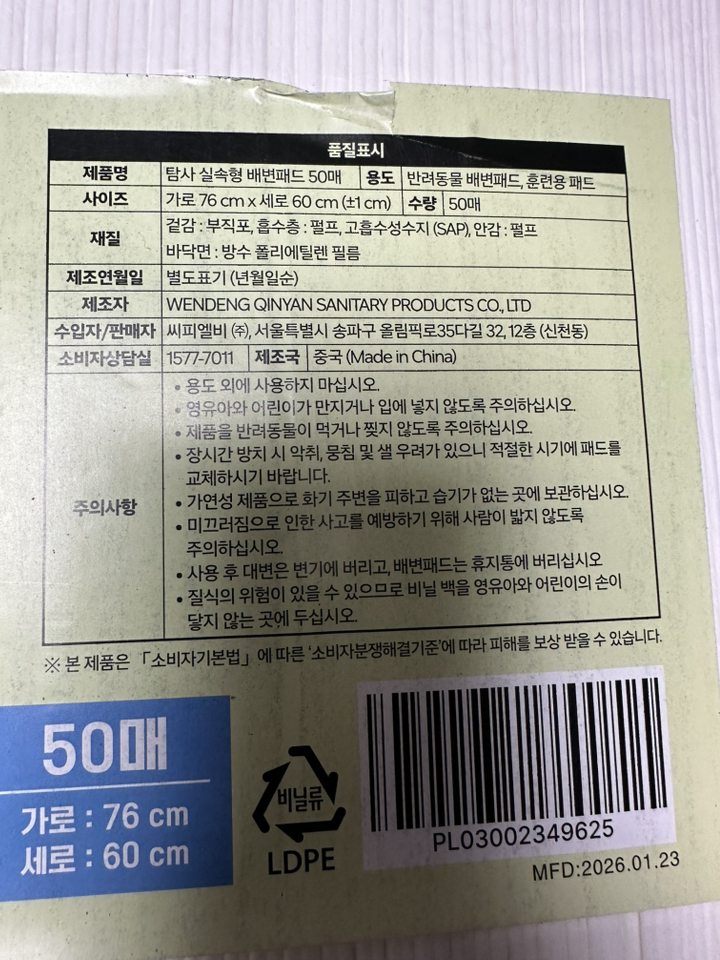 품질표시
제품명 탐사 실속형 배변패드 50매 용도 반려동물 배변패드, 훈련용 패드
사이즈 가로 76 cm x 세로 60 cm (±1 cm) 수량 50매
재질 겉감 : 부직포, 흡수층 : 펄프, 고흡수성수지 (SAP), 안감 : 펄프
바닥면 : 방수 폴리에틸렌 필름
제조연월일 별도표기 (년월일순)
제조자 WENDENG QINYAN SANITARY PRODUCTS CO., LTD
수입자/판매자 씨피엘비 ㈜, 서울특별시 송파구 올림픽로35다길 32, 12층 (신천동)
소비자상담실 1577-7011 제조국 중국 (Made in China)
주의사항
• 용도 외에 사용하지 마십시오.
• 영유아와 어린이가 만지거나 입에 넣지 않도록 주의하십시오.
• 제품을 반려동물이 먹거나 찢지 않도록 주의하십시오.
• 장시간 방치 시 악취, 뭉침 및 샐 우려가 있으니 적절한 시기에 패드를
교체하시기 바랍니다.
• 가연성 제품으로 화기 주변을 피하고 습기가 없는 곳에 보관하십시오.
• 미끄러짐으로 인한 사고를 예방하기 위해 사람이 밟지 않도록
주의하십시오.
• 사용 후 대변은 변기에 버리고, 배변패드는 휴지통에 버리십시오
• 질식의 위험이 있을 수 있으므로 비닐 백을 영유아와 어린이의 손이
닿지 않는 곳에 두십시오.
※ 본 제품은 「소비자기본법」에 따른 '소비자분쟁해결기준'에 따라 피해를 보상 받을 수 있습니다.
50매
가로 : 76 cm
세로 : 60 cm
비닐류
LDPE
PL03002349625
MFD:2026.01.23